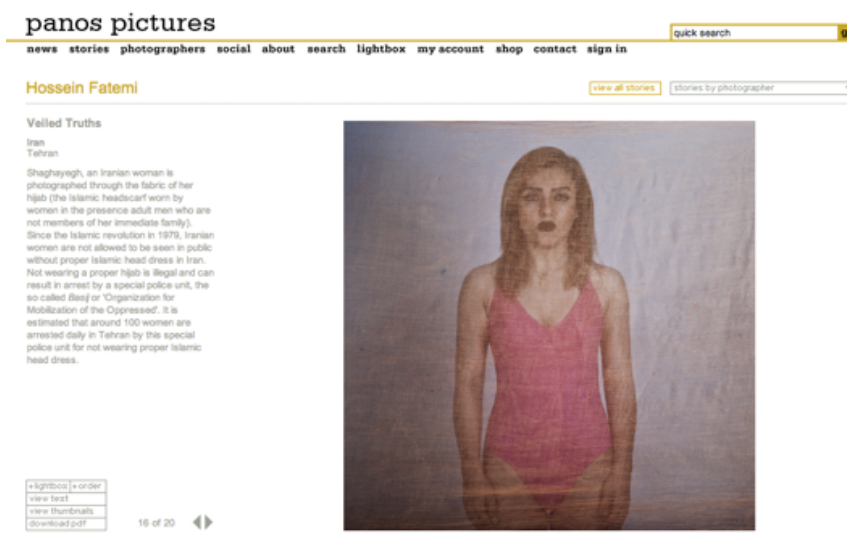 panos pictures
quick search
news stories photographers social about search lightbox my account shop contact sign in
Hossein Fatemi
view all stories
stories by photographer
Veiled Truths
Iran
Tehran
Shaghayegh, an Iranian woman is
photographed through the fabric of her
hijab (the Islamic headscarf worn by
women in the presence adult men who are
not members of her immediate family).
Since the Islamic revolution in 1979, Iranian
women are not allowed to be seen in public
without proper Islamic head dress in Iran.
Not wearing a proper hijab is illegal and can
result in arrest by a special police unit, the
so called Basij or 'Organization for
Mobilization of the Oppressed'. It is
estimated that around 100 women are
arrested daily in Tehran by this special
police unit for not wearing proper Islamic
head dress.
+lightbox +order
view text
view thumbnails
download pdf
16 of 20